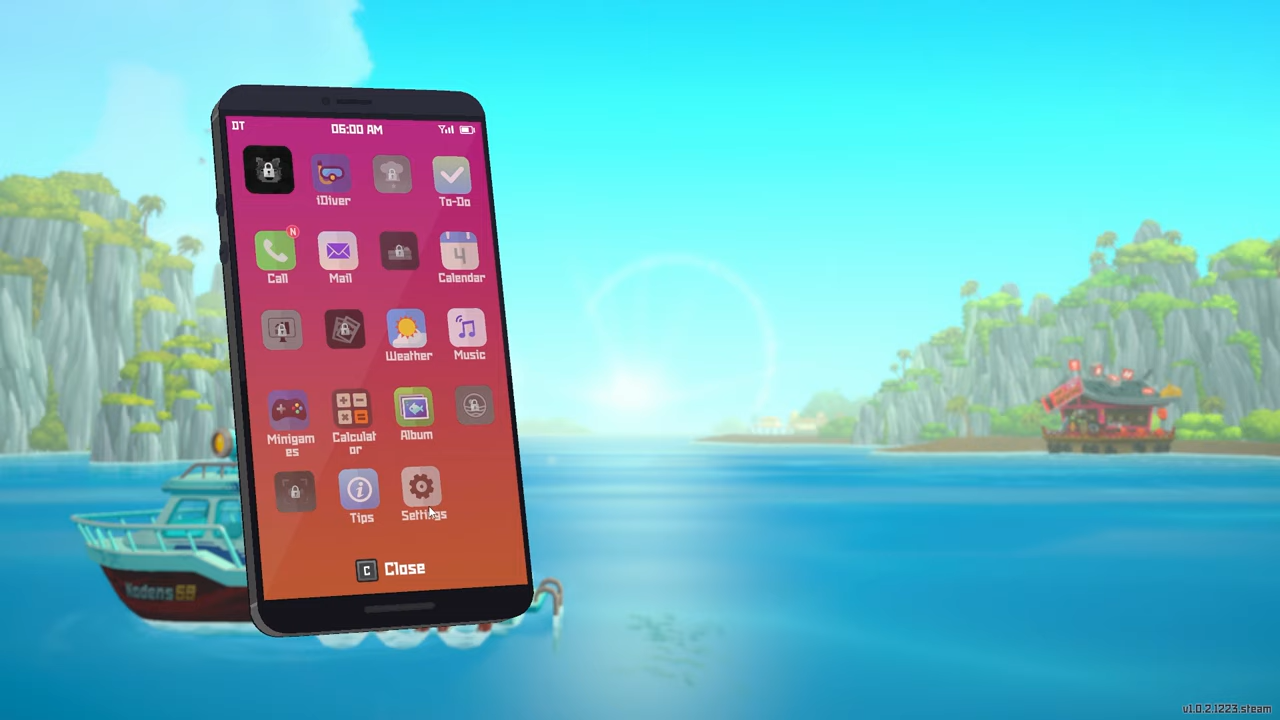 DT 06:00 AM
iDiver To-Do
N
Call Mail 4 Calendar
Weather Music
Minigam
es Calculat
or Album
Tips Settings
C Close
v1.0.2.1223.steam